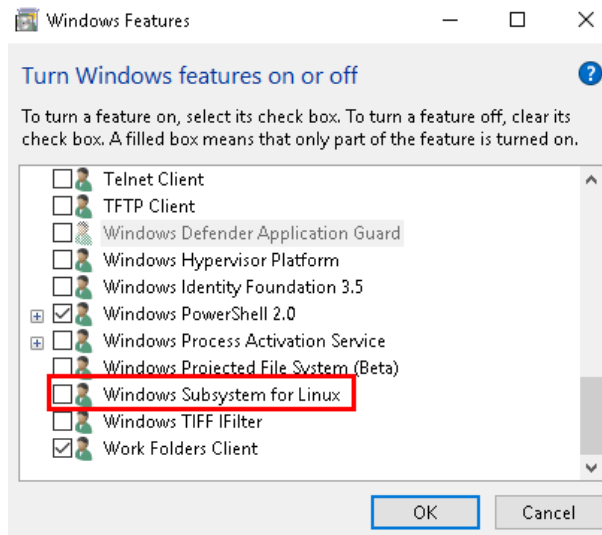 Windows Features
Turn Windows features on or off
?
To turn a feature on, select its check box. To turn a feature off, clear its
check box. A filled box means that only part of the feature is turned on.
Telnet Client
TFTP Client
Windows Defender Application Guard
Windows Hypervisor Platform
Windows Identity Foundation 3.5
Windows PowerShell 2.0
Windows Process Activation Service
Windows Projected File System (Beta)
Windows Subsystem for Linux
Windows TIFF IFilter
Work Folders Client
OK Cancel